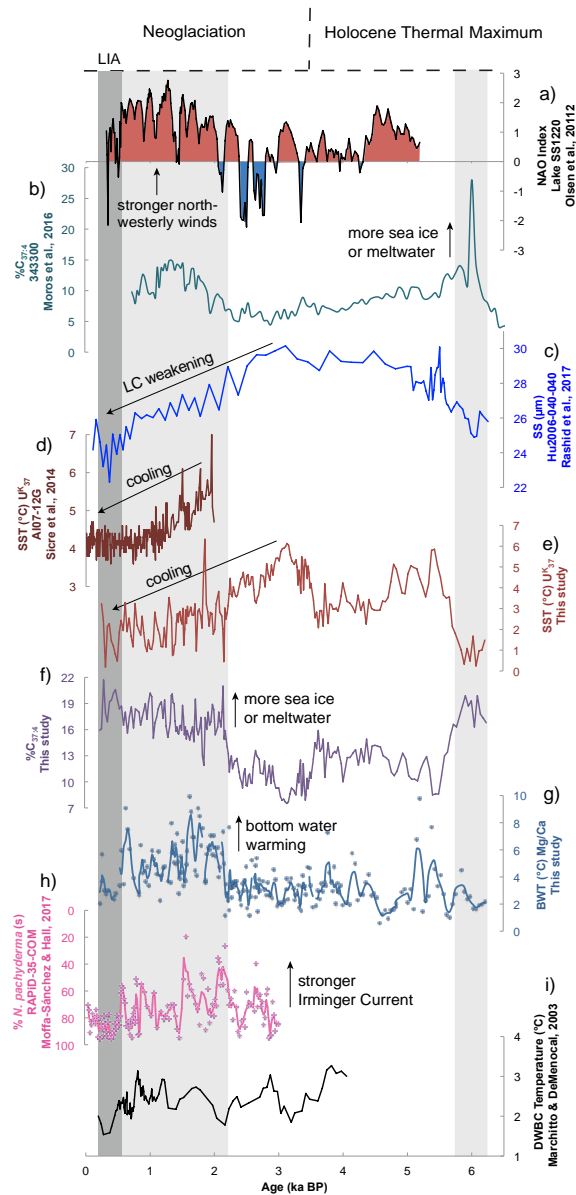 Neoglaciation
Holocene Thermal Maximum
LIA
3
2
1
0
-1
-2
-3
a)
NAO Index
Lake SS1220
Olsen et al., 20112
stronger north-
westerly winds
b)
30
25
20
15
10
5
0
%C37:4
343300
Moros et al., 2016
more sea ice
or meltwater
c)
30
28
26
24
22
SS (µm)
Hu2006-040-040
Rashid et al., 2017
LC weakening
d)
7
6
5
4
3
SST (°C) UK37
AI07-12G
Sicre et al., 2014
cooling
e)
7
6
5
4
3
2
1
0
SST (°C) UK37
This study
cooling
f)
22
19
16
13
10
7
%C37:4
This study
more sea ice
or meltwater
g)
10
8
6
4
2
0
BWT (°C) Mg/Ca
This study
bottom water
warming
h)
0
20
40
60
80
100
% N. pachyderma (s)
RAPiD-35-COM
Moffa-Sánchez & Hall, 2017
stronger
Irminger Current
i)
4
3
2
1
DWBC Temperature (°C)
Marchitto & DeMenocal, 2003
0
1
2
3
4
5
6
Age (ka BP)